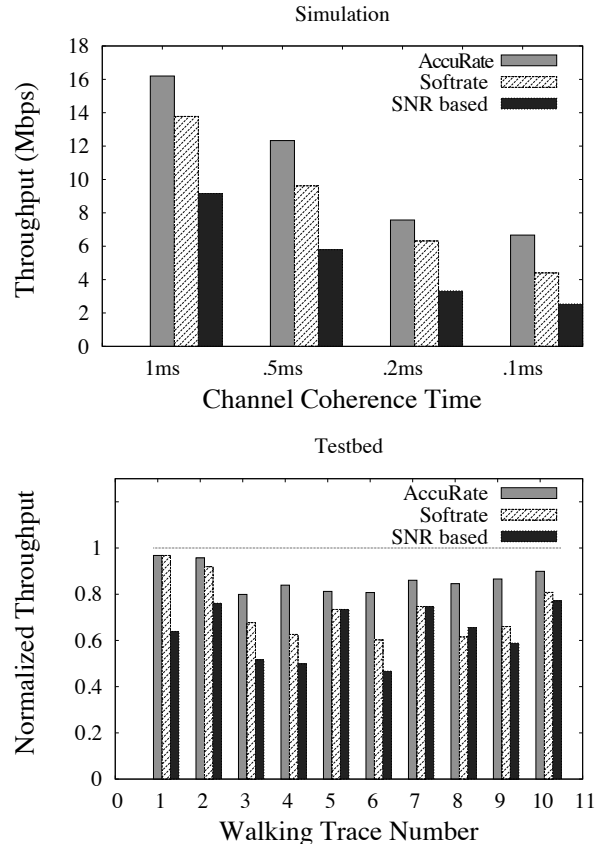 Simulation
18
16
14
12
10
8
6
4
2
0
Throughput (Mbps)
AccuRate
Softrate
SNR based
1ms .5ms .2ms .1ms
Channel Coherence Time
Testbed
1
0.8
0.6
0.4
0.2
0
Normalized Throughput
AccuRate
Softrate
SNR based
0 1 2 3 4 5 6 7 8 9 10 11
Walking Trace Number